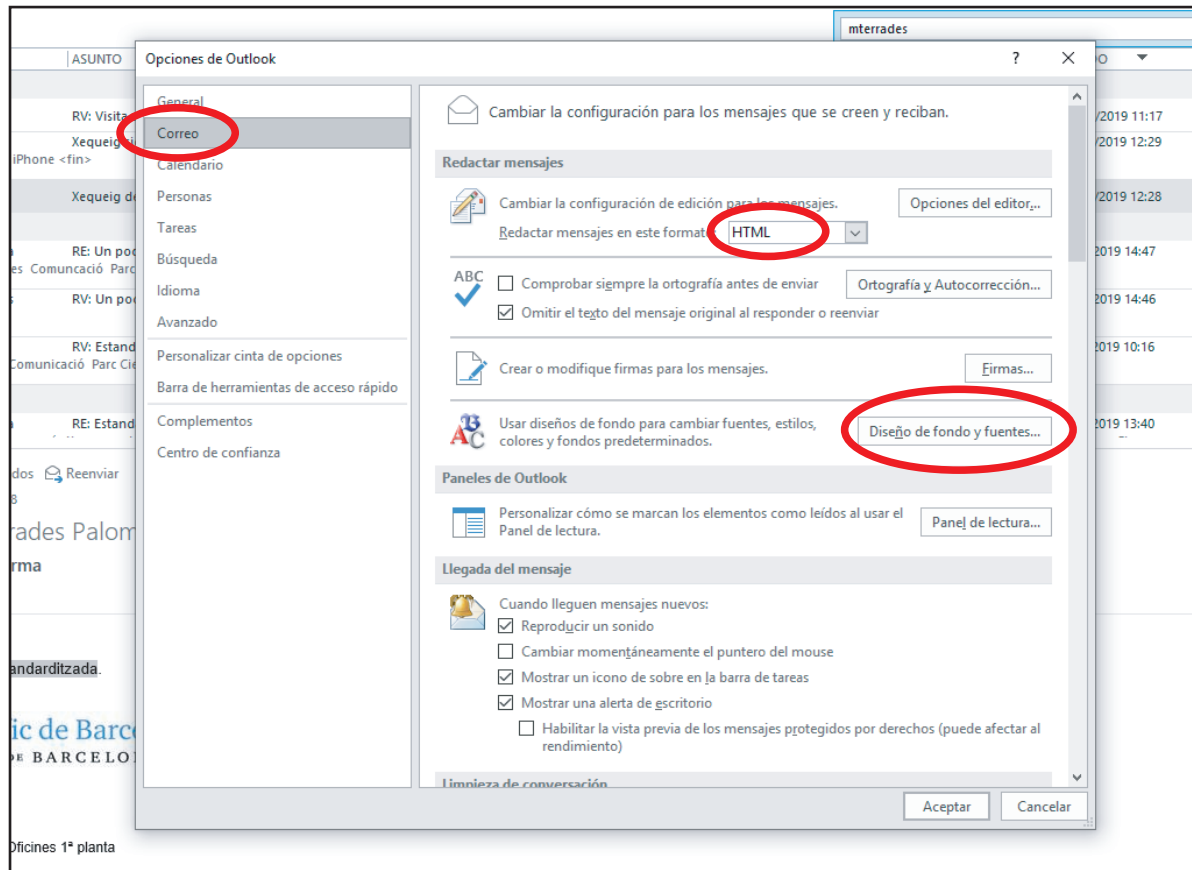 mterrades
ASUNTO
Opciones de Outlook
?
General
Correo
Calendario
Personas
Tareas
Búsqueda
Idioma
Avanzado
Personalizar cinta de opciones
Barra de herramientas de acceso rápido
Complementos
Centro de confianza
Cambiar la configuración para los mensajes que se creen y reciban.
Redactar mensajes
Cambiar la configuración de edición para los mensajes.
Opciones del editor...
Redactar mensajes en este formato:
HTML
ABC
Comprobar siempre la ortografía antes de enviar
Ortografía y Autocorrección...
Omitir el texto del mensaje original al responder o reenviar
Crear o modifique firmas para los mensajes.
Firmas...
Usar diseños de fondo para cambiar fuentes, estilos,
colores y fondos predeterminados.
Diseño de fondo y fuentes...
Paneles de Outlook
Personalizar cómo se marcan los elementos como leídos al usar el
Panel de lectura.
Panel de lectura...
Llegada del mensaje
Cuando lleguen mensajes nuevos:
Reproducir un sonido
Cambiar momentáneamente el puntero del mouse
Mostrar un icono de sobre en la barra de tareas
Mostrar una alerta de escritorio
Habilitar la vista previa de los mensajes protegidos por derechos (puede afectar al
rendimiento)
Limpieza de conversación
Aceptar
Cancelar
RV: Visita
Xequeig
iPhone <fin>
Xequeig de
RE: Un poc
es Comuncació Parc
RV: Un poc
RV: Estand
Comunicació Parc Cie
RE: Estand
/2019 11:17
/2019 12:29
/2019 12:28
2019 14:47
2019 14:46
2019 10:16
2019 13:40
dos
Reenviar
8
rades Palom
rma
andarditzada.
ic de Barce
DE BARCELO
Oficines 1ª planta